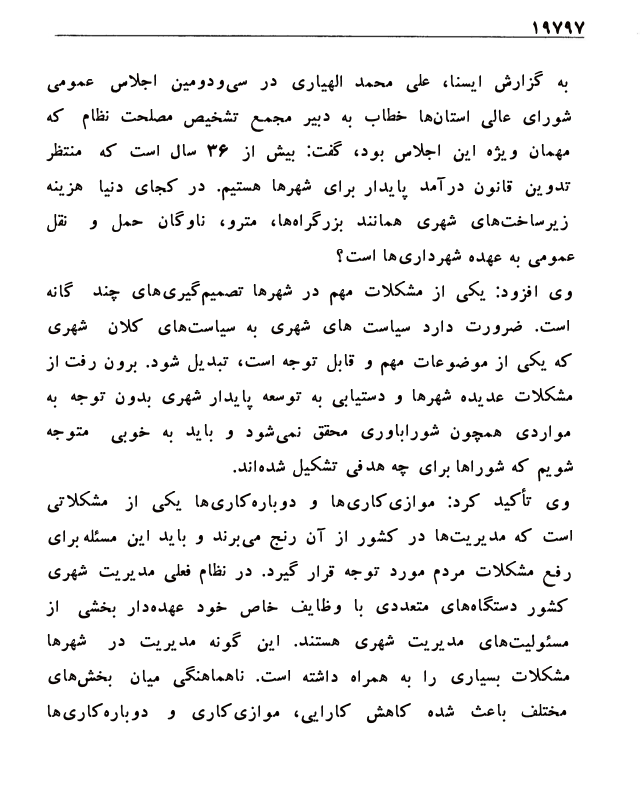 ۱۹۷۹۷
به گزارش ایسنا، علی محمد الهیاری در سی‌ودومین اجلاس عمومی
شورای عالی استان‌ها خطاب به دبیر مجمع تشخیص مصلحت نظام که
مهمان ویژه این اجلاس بود، گفت: بیش از ۳۶ سال است که منتظر
تدوین قانون درآمد پایدار برای شهرها هستیم. در کجای دنیا هزینه
زیرساخت‌های شهری همانند بزرگراه‌ها، مترو، ناوگان حمل و نقل
عمومی به عهده شهرداری‌ها است؟
وی افزود: یکی از مشکلات مهم در شهرها تصمیم‌گیری‌های چند گانه
است. ضرورت دارد سیاست های شهری به سیاست‌های کلان شهری
که یکی از موضوعات مهم و قابل توجه است، تبدیل شود. برون رفت از
مشکلات عدیده شهرها و دستیابی به توسعه پایدار شهری بدون توجه به
مواردی همچون شوراباوری محقق نمی‌شود و باید به خوبی متوجه
شویم که شوراها برای چه هدفی تشکیل شده‌اند.
وی تأکید کرد: موازی‌کاری‌ها و دوباره‌کاری‌ها یکی از مشکلاتی
است که مدیریت‌ها در کشور از آن رنج می‌برند و باید این مسئله برای
رفع مشکلات مردم مورد توجه قرار گیرد. در نظام فعلی مدیریت شهری
کشور دستگاه‌های متعددی با وظایف خاص خود عهده‌دار بخشی از
مسئولیت‌های مدیریت شهری هستند. این گونه مدیریت در شهرها
مشکلات بسیاری را به همراه داشته است. ناهماهنگی میان بخش‌های
مختلف باعث شده کاهش کارایی، موازی‌کاری و دوباره‌کاری‌ها